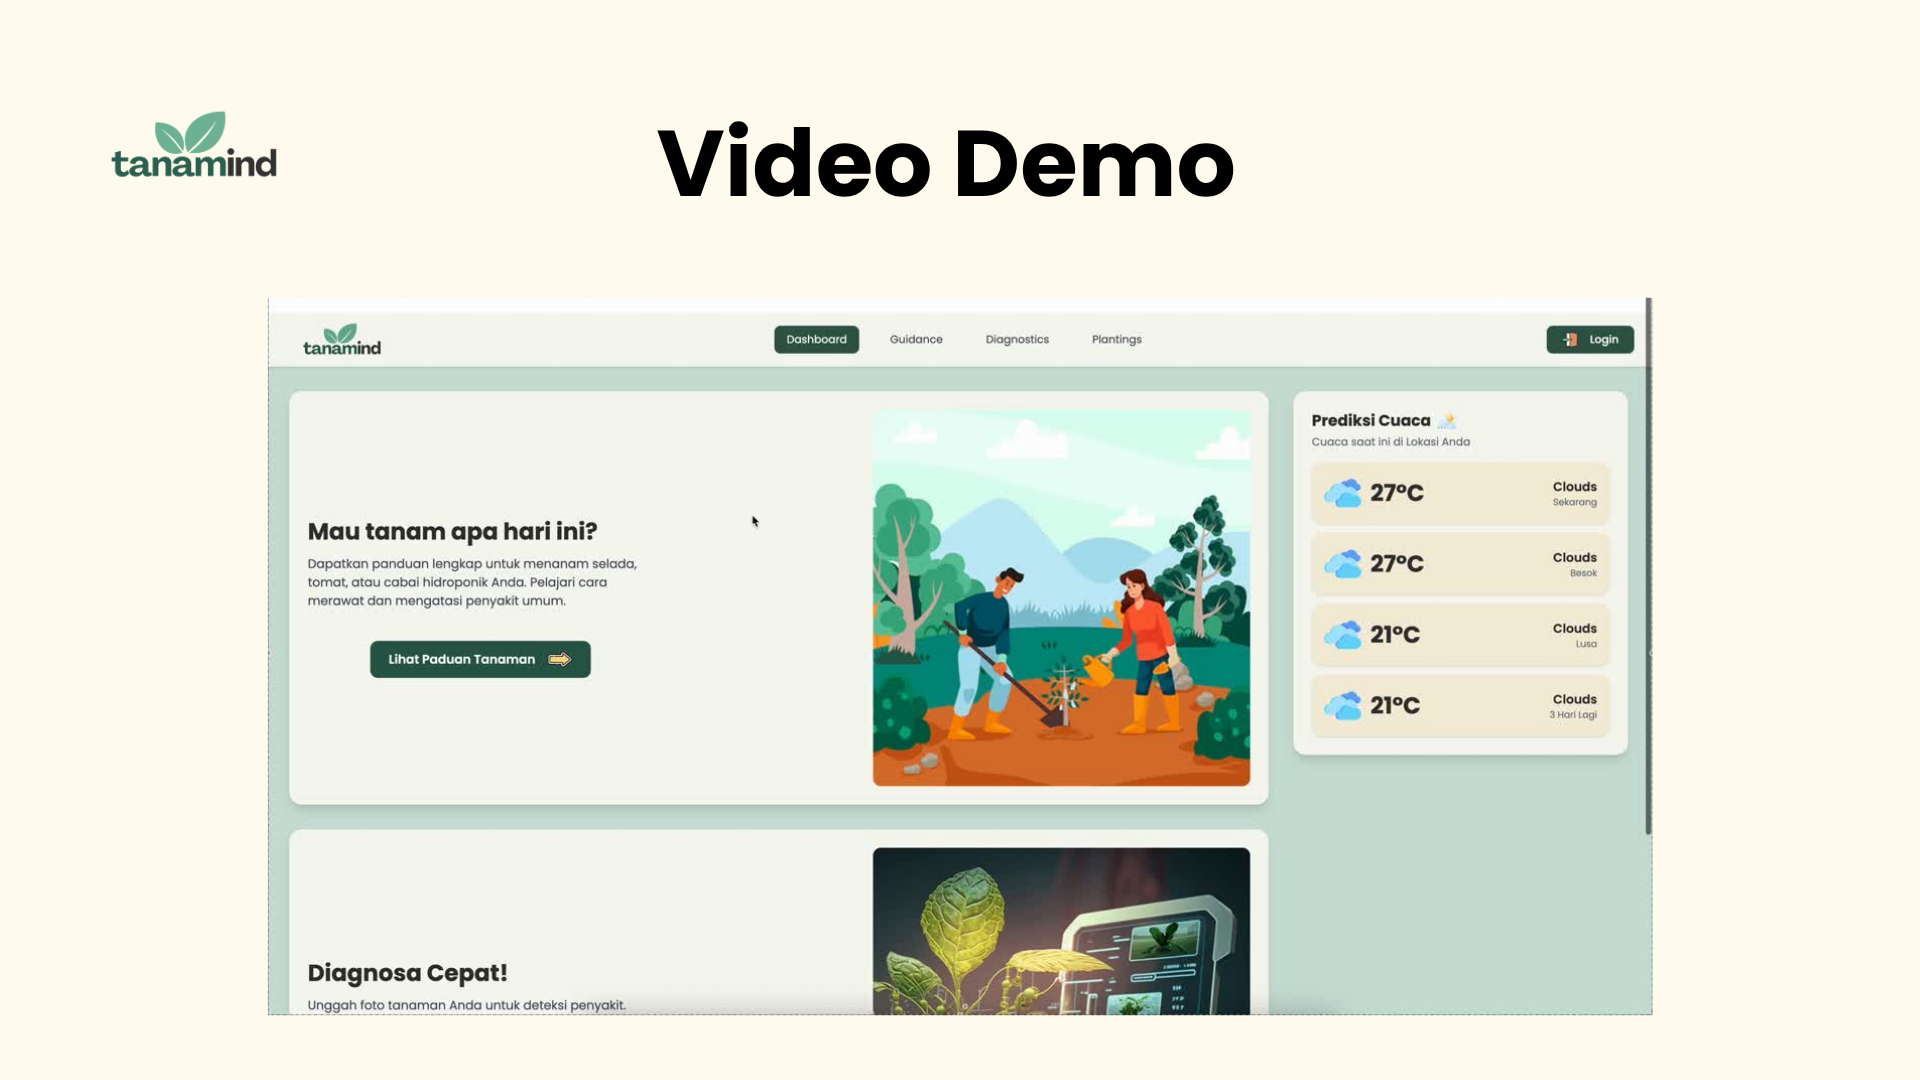 tanamind
Video Demo
tanamind
Dashboard
Guidance
Diagnostics
Plantings
Login
Mau tanam apa hari ini?
Dapatkan panduan lengkap untuk menanam selada,
tomat, atau cabai hidroponik Anda. Pelajari cara
merawat dan mengatasi penyakit umum.
Lihat Paduan Tanaman
Prediksi Cuaca
Cuaca saat ini di Lokasi Anda
27°C
Clouds
Sekarang
27°C
Clouds
Besok
21°C
Clouds
Lusa
21°C
Clouds
3 Hari Lagi
Diagnosa Cepat!
Unggah foto tanaman Anda untuk deteksi penyakit.